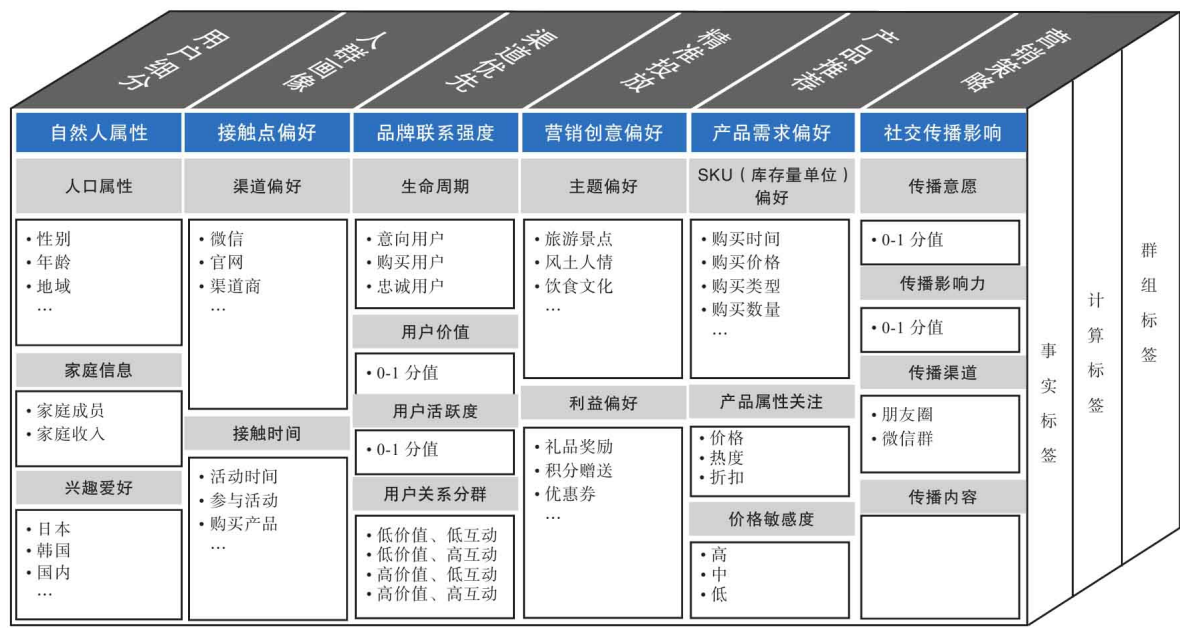 用户细分
人群画像
渠道优先
精准投放
产品推荐
营销策略
自然人属性
接触点偏好
品牌联系强度
营销创意偏好
产品需求偏好
社交传播影响
人口属性
• 性别
• 年龄
• 地域
…
家庭信息
• 家庭成员
• 家庭收入
兴趣爱好
• 日本
• 韩国
• 国内
…
渠道偏好
• 微信
• 官网
• 渠道商
…
接触时间
• 活动时间
• 参与活动
• 购买产品
…
生命周期
• 意向用户
• 购买用户
• 忠诚用户
用户价值
• 0-1 分值
用户活跃度
• 0-1 分值
用户关系分群
• 低价值、低互动
• 低价值、高互动
• 高价值、低互动
• 高价值、高互动
主题偏好
• 旅游景点
• 风土人情
• 饮食文化
…
利益偏好
• 礼品奖励
• 积分赠送
• 优惠券
…
SKU（库存量单位）
偏好
• 购买时间
• 购买价格
• 购买类型
• 购买数量
…
产品属性关注
• 价格
• 热度
• 折扣
价格敏感度
• 高
• 中
• 低
传播意愿
• 0-1 分值
传播影响力
• 0-1 分值
传播渠道
• 朋友圈
• 微信群
传播内容
事实标签
计算标签
群组标签